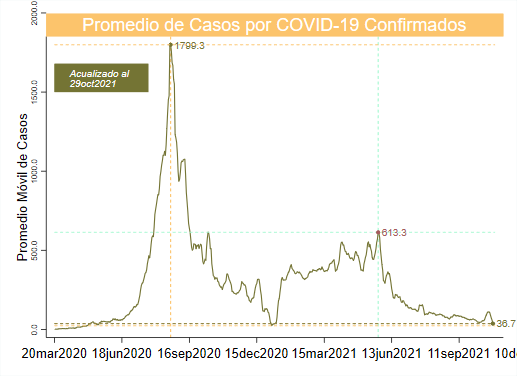 Promedio de Casos por COVID-19 Confirmados
Promedio Móvil de Casos
2000.0
1500.0
1000.0
500.0
0.0
Acualizado al
29oct2021
1799.3
613.3
36.7
20mar2020 18jun2020 16sep2020 15dec2020 15mar2021 13jun2021 11sep2021 10de